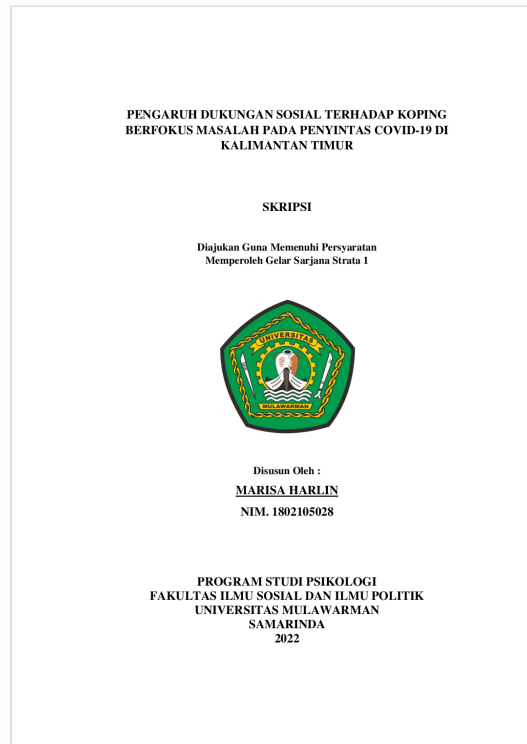 PENGARUH DUKUNGAN SOSIAL TERHADAP KOPING
BERFOKUS MASALAH PADA PENYINTAS COVID-19 DI
KALIMANTAN TIMUR
SKRIPSI
Diajukan Guna Memenuhi Persyaratan
Memperoleh Gelar Sarjana Strata 1
UNIVERSITAS
MULAWARMAN
Disusun Oleh :
MARISA HARLIN
NIM. 1802105028
PROGRAM STUDI PSIKOLOGI
FAKULTAS ILMU SOSIAL DAN ILMU POLITIK
UNIVERSITAS MULAWARMAN
SAMARINDA
2022